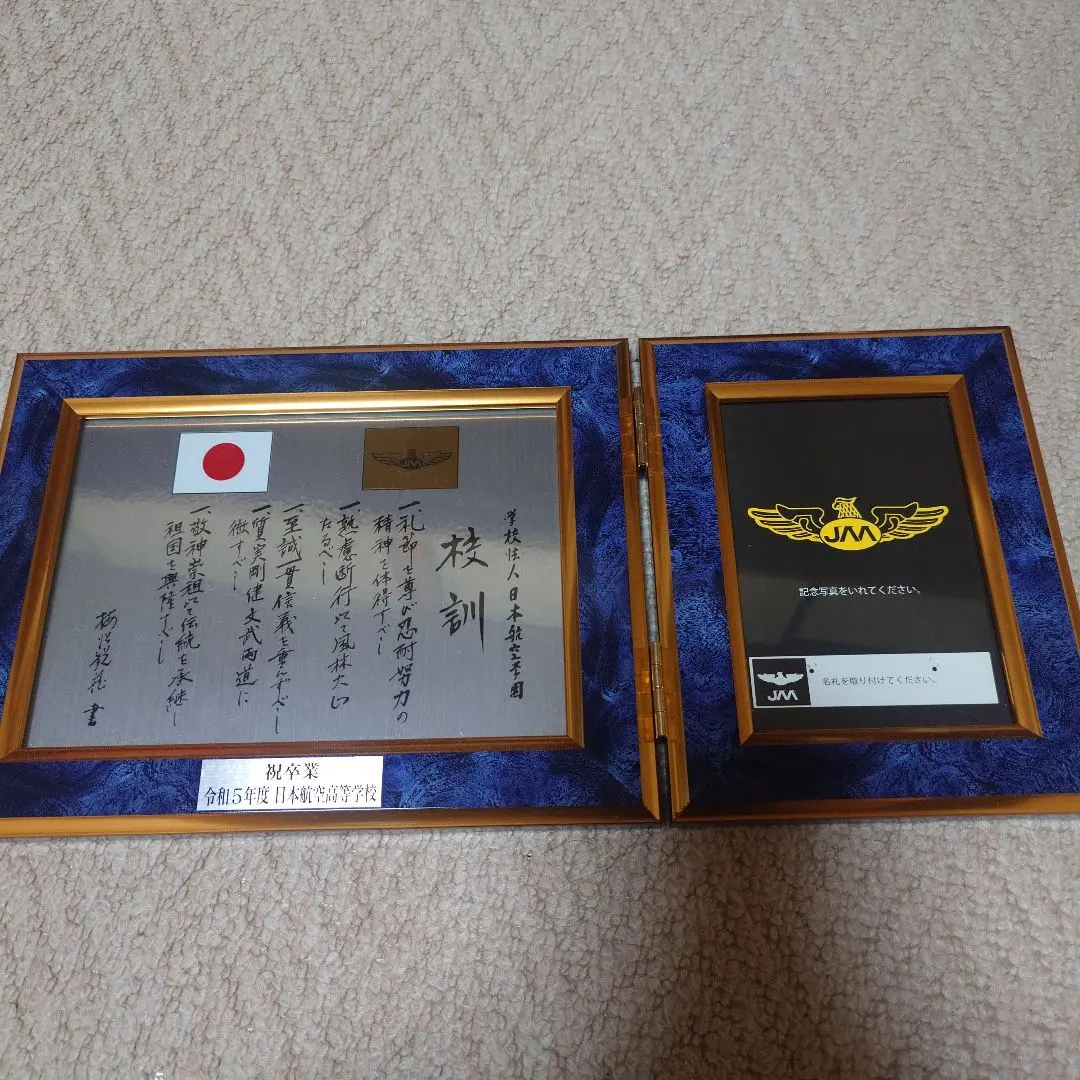 学校法人 日本航空学園
校訓
一、礼節を尊び忍耐努力の
精神を体得すべし
一、熟慮断行以て風林火山
たるべし
一、至誠一貫信義を重んずべし
一、質実剛健文武両道に
徹すべし
一、敬神崇祖以て伝統を承継し
祖国を興隆すべし
書
祝卒業
令和5年度 日本航空高等学校
JAA
JAA
記念写真をいれてください。
JAA
名札を取り付けてください。